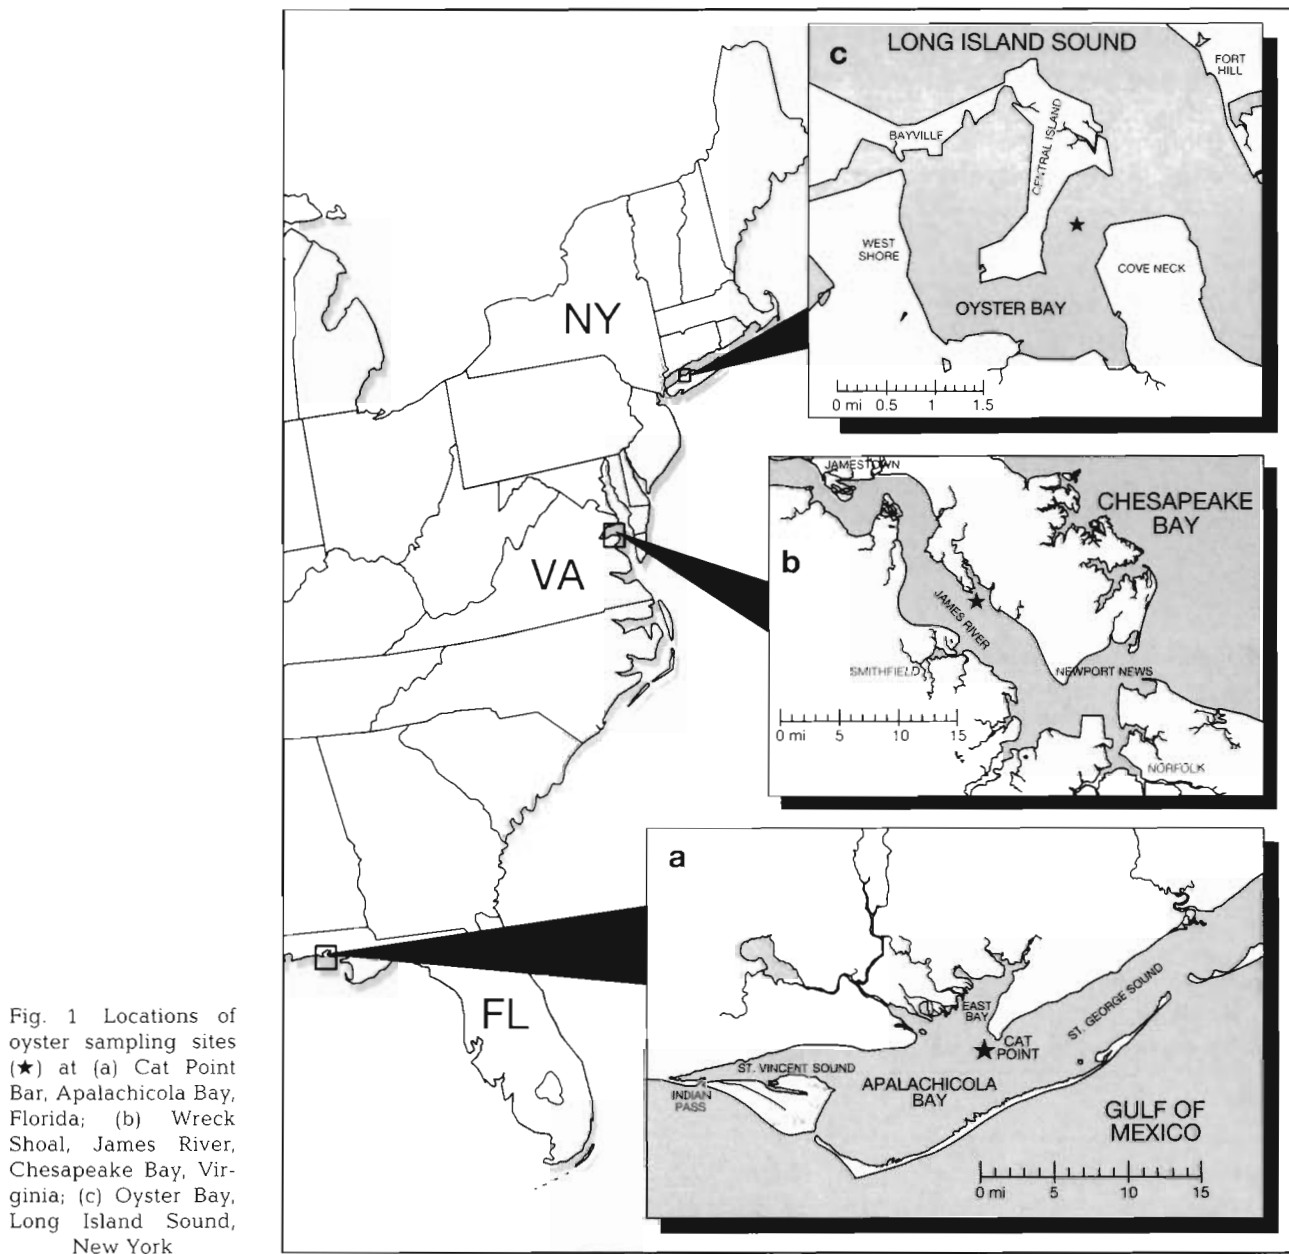 c
LONG ISLAND SOUND
FORT
HILL
BAYVILLE
CENTRAL ISLAND
WEST
SHORE
COVE NECK
OYSTER BAY
0 mi 0.5 1 1.5
NY
JAMESTOWN
CHESAPEAKE
BAY
b
JAMES RIVER
SMITHFIELD
NEWPORT NEWS
0 mi 5 10 15
NORFOLK
VA
a
EAST
BAY
ST. GEORGE SOUND
CAT
POINT
ST. VINCENT SOUND
APALACHICOLA
BAY
INDIAN
PASS
GULF OF
MEXICO
0 mi 5 10 15
FL
Fig. 1 Locations of
oyster sampling sites
(★) at (a) Cat Point
Bar, Apalachicola Bay,
Florida; (b) Wreck
Shoal, James River,
Chesapeake Bay, Vir-
ginia; (c) Oyster Bay,
Long Island Sound,
New York